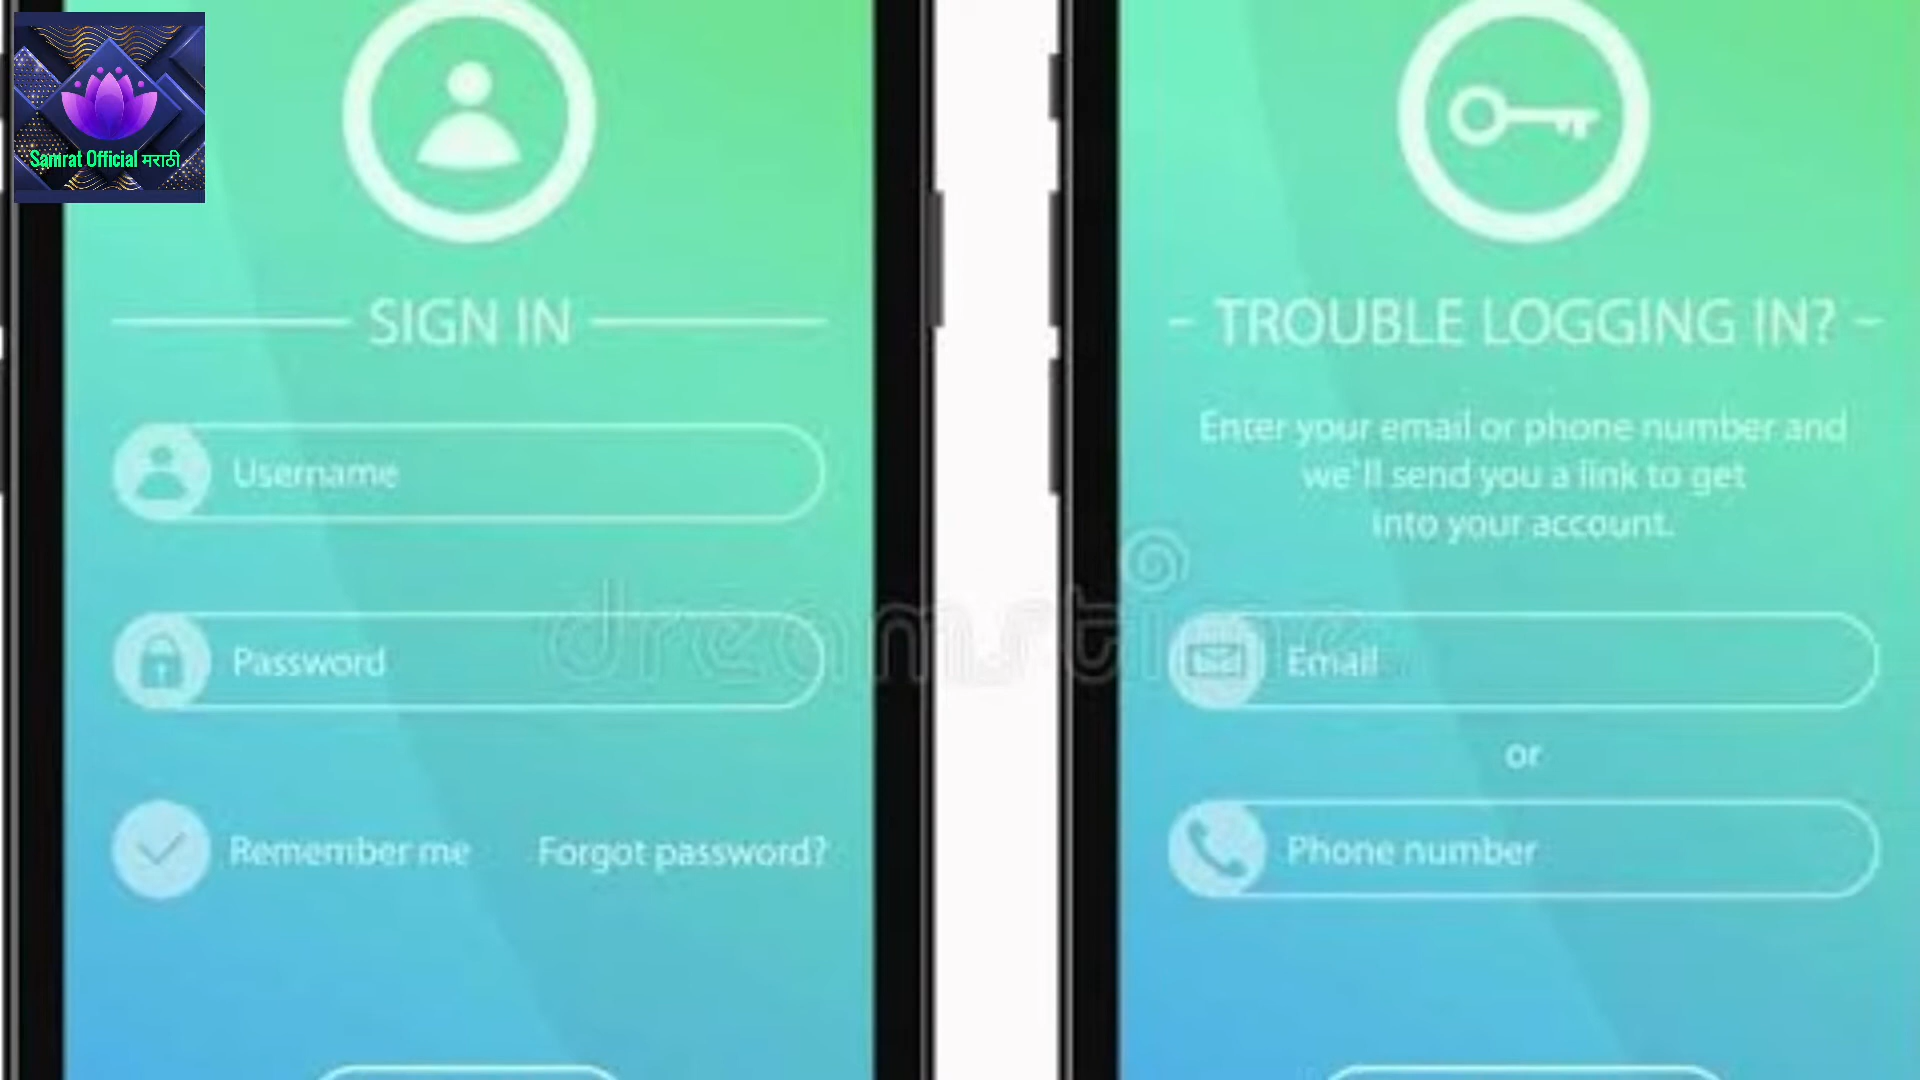 Samrat Official मराठी
SIGN IN
Username
Password
Remember me
Forgot password?
TROUBLE LOGGING IN?
Enter your email or phone number and
we'll send you a link to get
into your account.
Email
or
Phone number
dreamstime